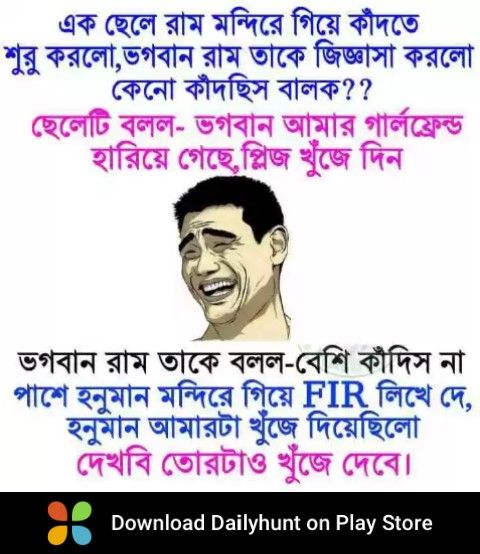 এক ছেলে রাম মন্দিরে গিয়ে কাঁদতে
শুরু করলো,ভগবান রাম তাকে জিজ্ঞাসা করলো
কেনো কাঁদছিস বালক??
ছেলেটি বলল- ভগবান আমার গার্লফ্রেন্ড
হারিয়ে গেছে,প্লিজ খুঁজে দিন
ভগবান রাম তাকে বলল-বেশি কাঁদিস না
পাশে হনুমান মন্দিরে গিয়ে FIR লিখে দে,
হনুমান আমারটা খুঁজে দিয়েছিলো
দেখবি তোরটাও খুঁজে দেবে।
Download Dailyhunt on Play Store